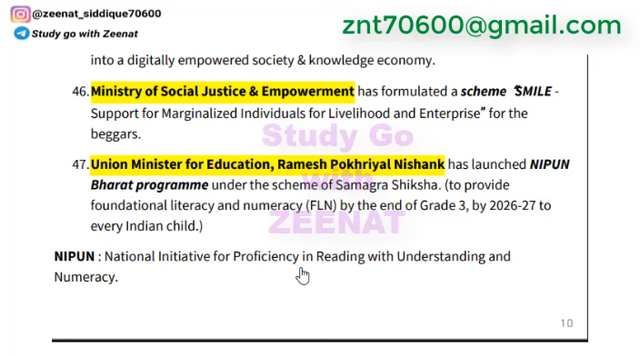 @zeenat_siddique70600
znt70600@gmail.com
Study go with Zeenat
into a digitally empowered society & knowledge economy.
46. Ministry of Social Justice & Empowerment has formulated a scheme “SMILE -
Support for Marginalized Individuals for Livelihood and Enterprise” for the
beggars.
Study Go
with
ZEENAT
47. Union Minister for Education, Ramesh Pokhriyal Nishank has launched NIPUN
Bharat programme under the scheme of Samagra Shiksha. (to provide
foundational literacy and numeracy (FLN) by the end of Grade 3, by 2026-27 to
every Indian child.)
NIPUN : National Initiative for Proficiency in Reading with Understanding and
Numeracy.
10